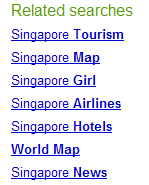 Related searches
Singapore Tourism
Singapore Map
Singapore Girl
Singapore Airlines
Singapore Hotels
World Map
Singapore News